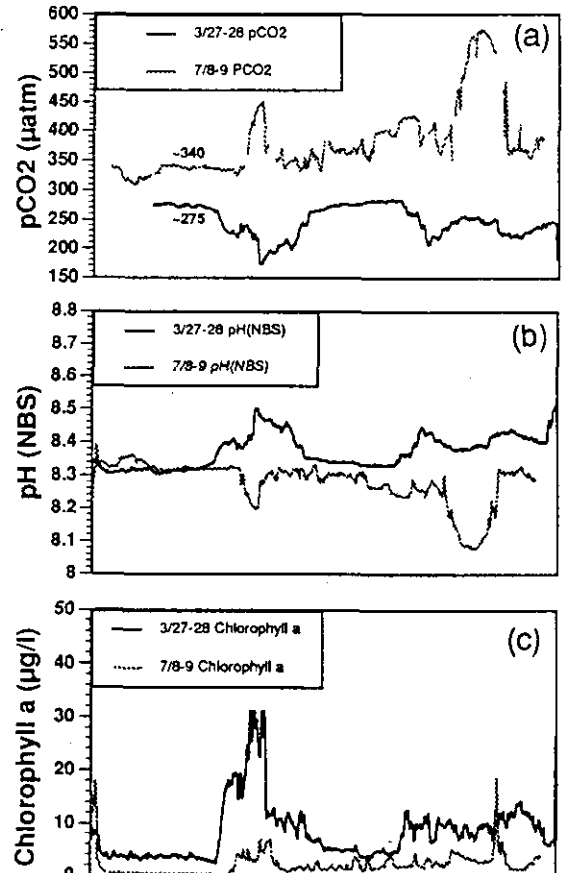 600
550
500
450
400
350
300
250
200
150
pCO2 (µatm)
3/27-28 pCO2
7/8-9 PCO2
(a)
~340
~275
8.8
8.7
8.6
8.5
8.4
8.3
8.2
8.1
8
pH (NBS)
3/27-28 pH(NBS)
7/8-9 pH(NBS)
(b)
50
40
30
20
10
0
Chlorophyll a (µg/l)
3/27-28 Chlorophyll a
7/8-9 Chlorophyll a
(c)